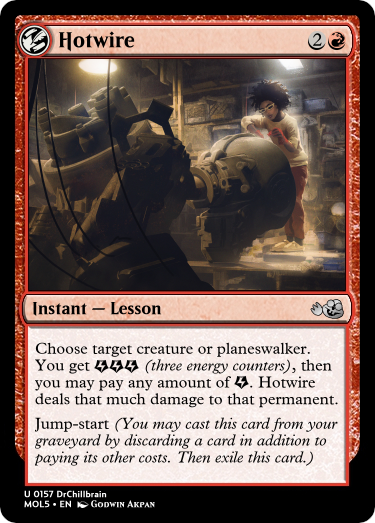 Hotwire 2
Instant — Lesson
Choose target creature or planeswalker.
You get (three energy counters), then
you may pay any amount of . Hotwire
deals that much damage to that permanent.
Jump-start (You may cast this card from your
graveyard by discarding a card in addition to
paying its other costs. Then exile this card.)
U 0157 DrChillbrain
MOL5 • EN Godwin Akpan